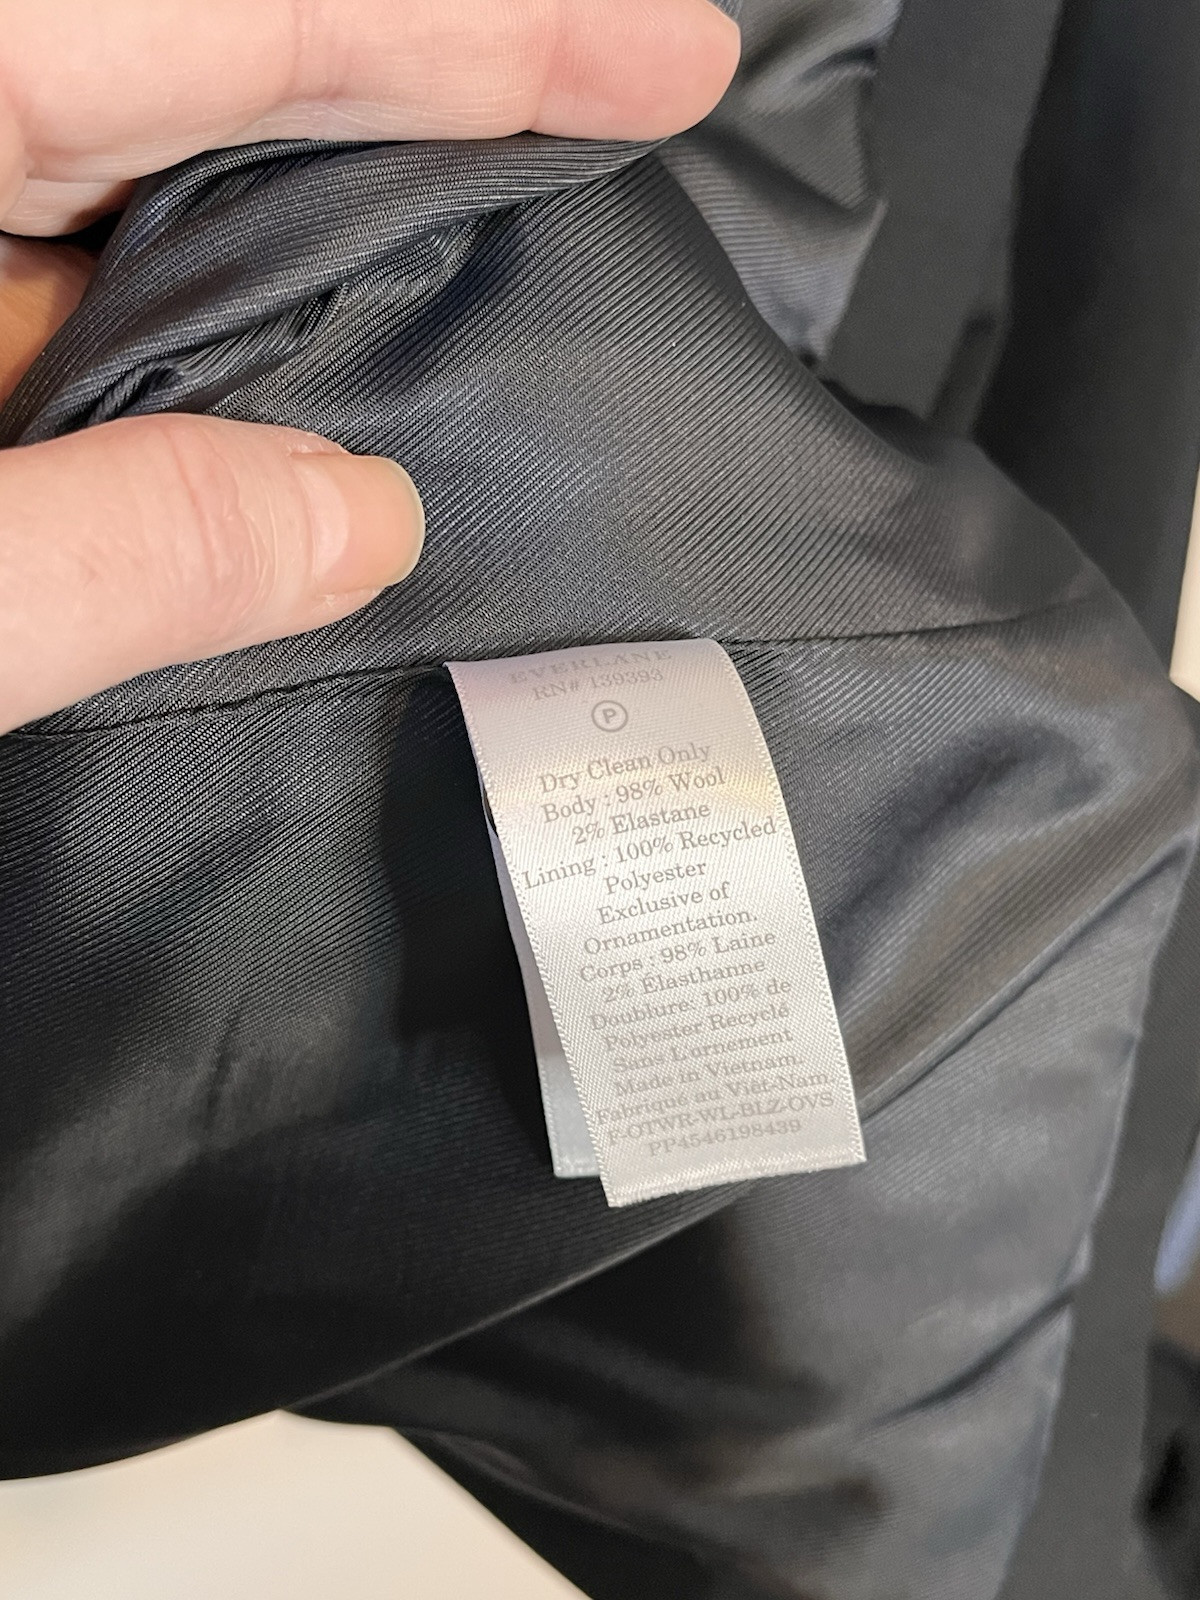 EVERLANE
RN# 139393
P
Dry Clean Only
Body : 98% Wool
2% Elastane
Lining : 100% Recycled
Polyester
Exclusive of
Ornamentation.
Corps : 98% Laine
2% Élasthanne
Doublure: 100% de
Polyester Recyclé
Sans L'urnement
Made in Vietnam.
Fabriqué au Viêt-Nam.
F-OTWR-WL-BLZ-OVS
PP4546198439